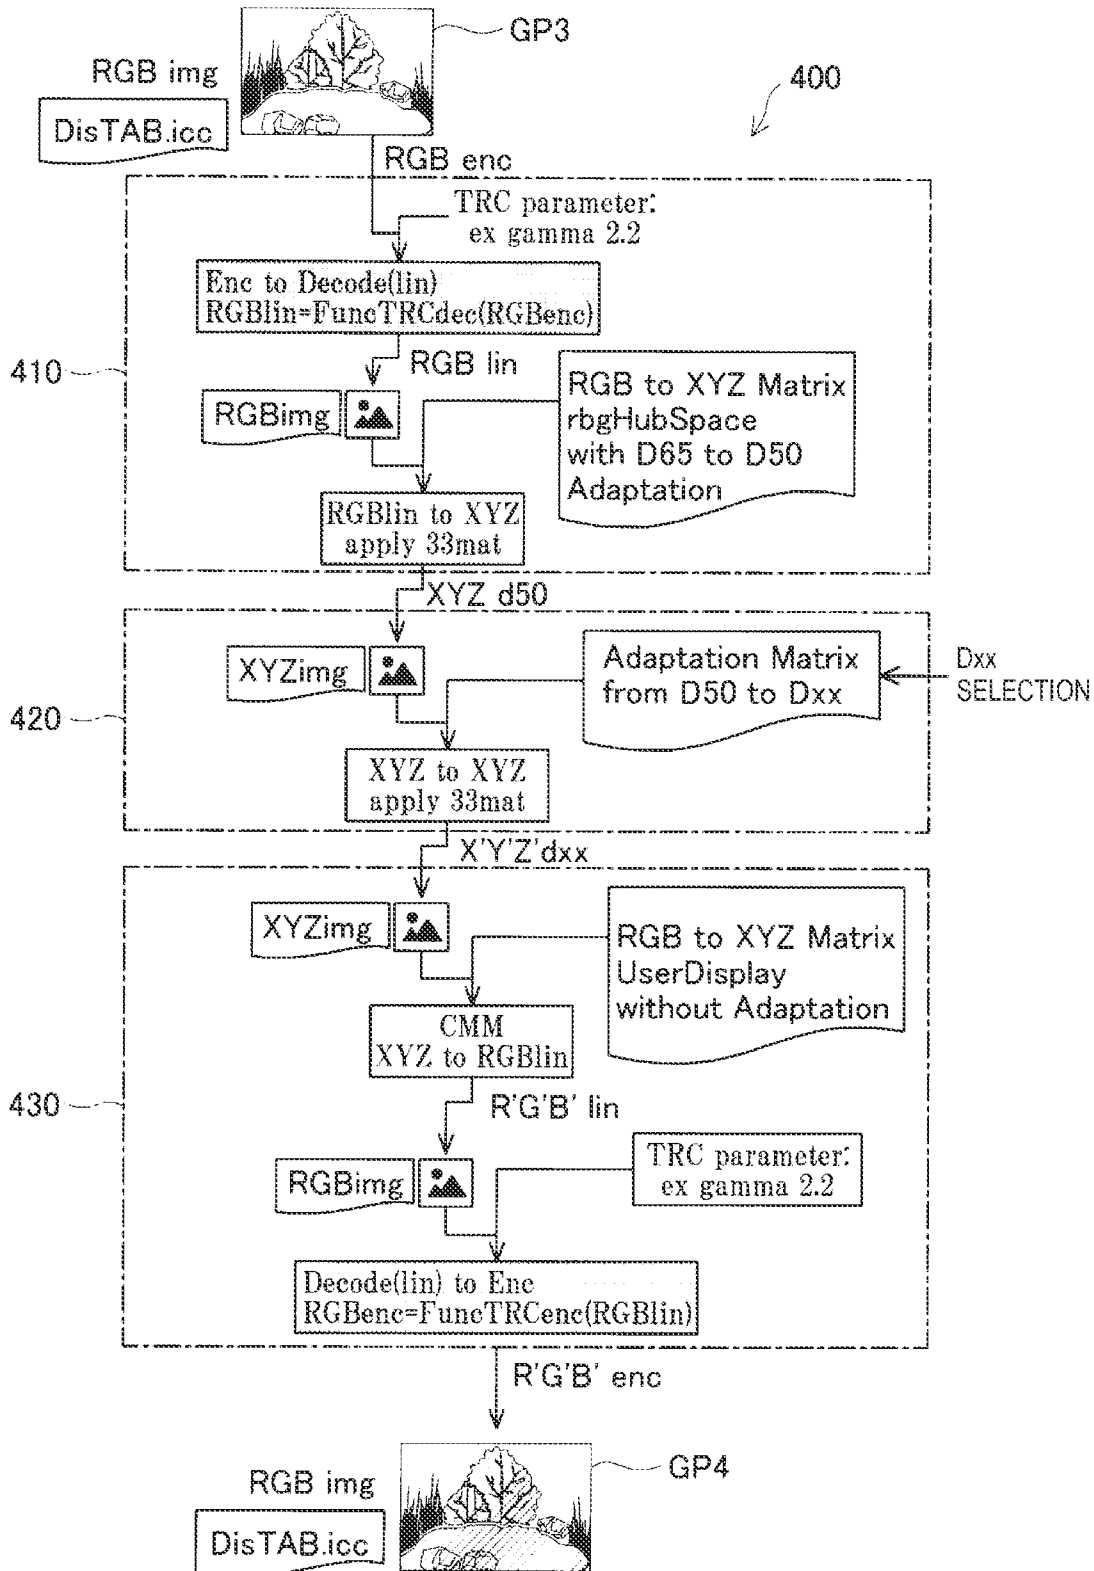 GP3
RGB img
DisTAB.icc
400
RGB enc
TRC parameter:
ex gamma 2.2
Enc to Decode(lin)
RGBlin=FuncTRCdec(RGBenc)
410
RGB lin
RGBimg
RGB to XYZ Matrix
rbgHubSpace
with D65 to D50
Adaptation
RGBlin to XYZ
apply 33mat
XYZ d50
XYZimg
Adaptation Matrix
from D50 to Dxx
Dxx
SELECTION
420
XYZ to XYZ
apply 33mat
X'Y'Z'dxx
XYZimg
RGB to XYZ Matrix
UserDisplay
without Adaptation
CMM
XYZ to RGBlin
430
R'G'B' lin
RGBimg
TRC parameter:
ex gamma 2.2
Decode(lin) to Enc
RGBenc=FuncTRCenc(RGBlin)
R'G'B' enc
GP4
RGB img
DisTAB.icc